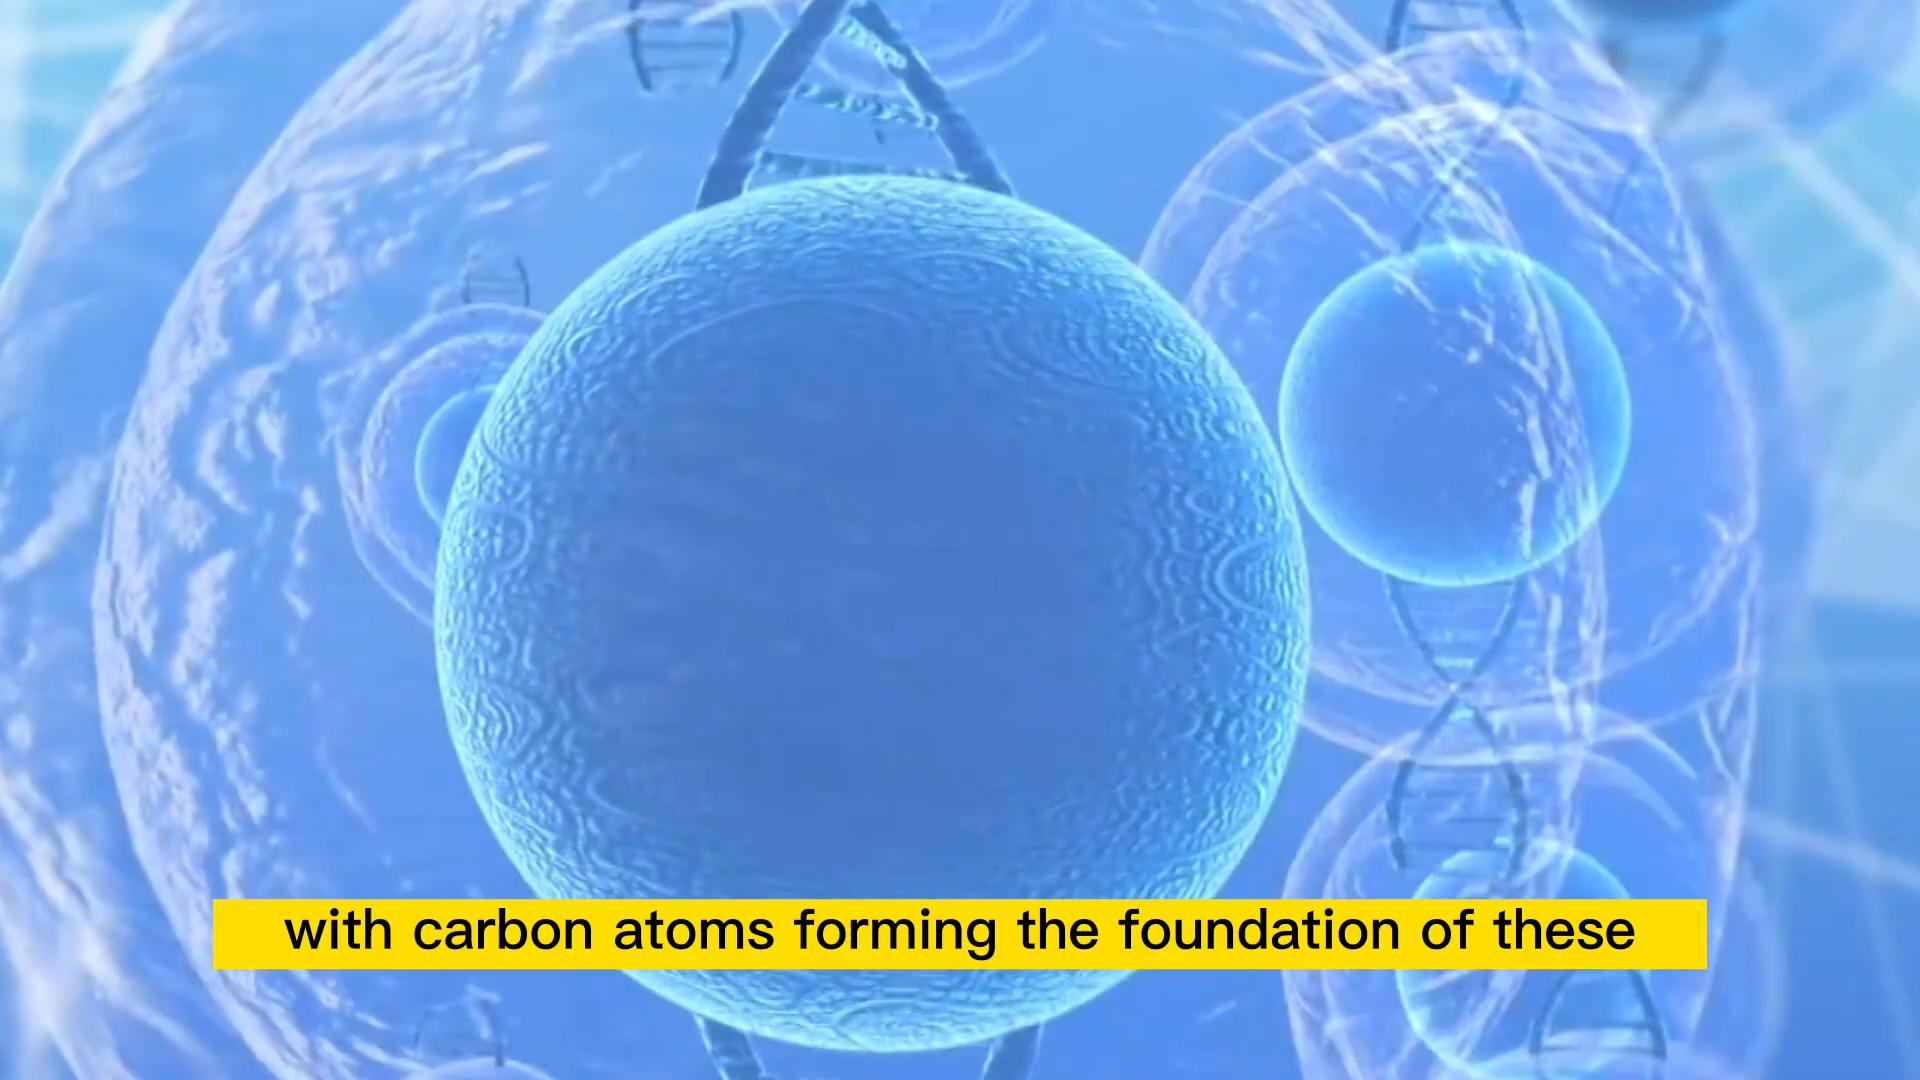 with carbon atoms forming the foundation of these